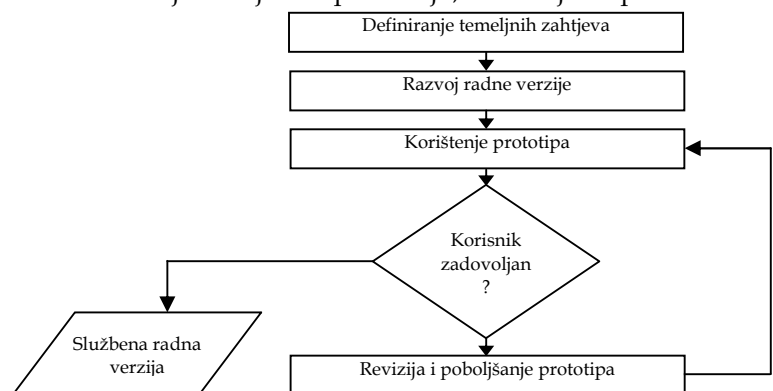 Definiranje temeljnih zahtjeva
Razvoj radne verzije
Korištenje prototipa
Korisnik
zadovoljan
?
Službena radna
verzija
Revizija i poboljšanje prototipa